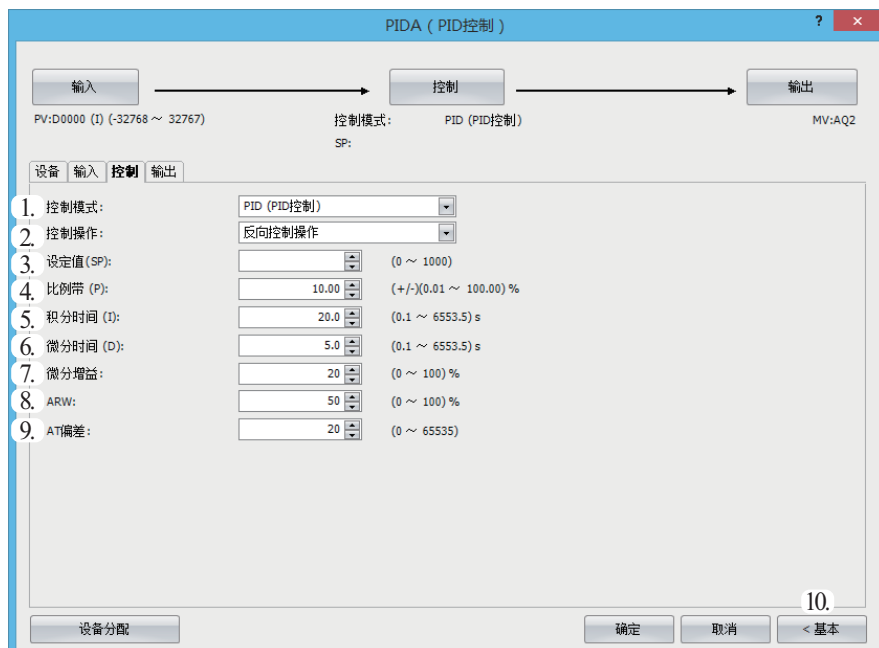 PIDA ( PID控制 )
? ×
输入 控制 输出
PV:D0000 (I) (-32768 ～ 32767) 控制模式: PID (PID控制) MV:AQ2
SP:
设备 输入 控制 输出
1. 控制模式: PID (PID控制)
2. 控制操作: 反向控制操作
3. 设定值(SP): (0 ～ 1000)
4. 比例带 (P): 10.00 (+/-)(0.01 ～ 100.00) %
5. 积分时间 (I): 20.0 (0.1 ～ 6553.5) s
6. 微分时间 (D): 5.0 (0.1 ～ 6553.5) s
7. 微分增益: 20 (0 ～ 100) %
8. ARW: 50 (0 ～ 100) %
9. AT偏差: 20 (0 ～ 65535)
10.
设备分配 确定 取消 < 基本